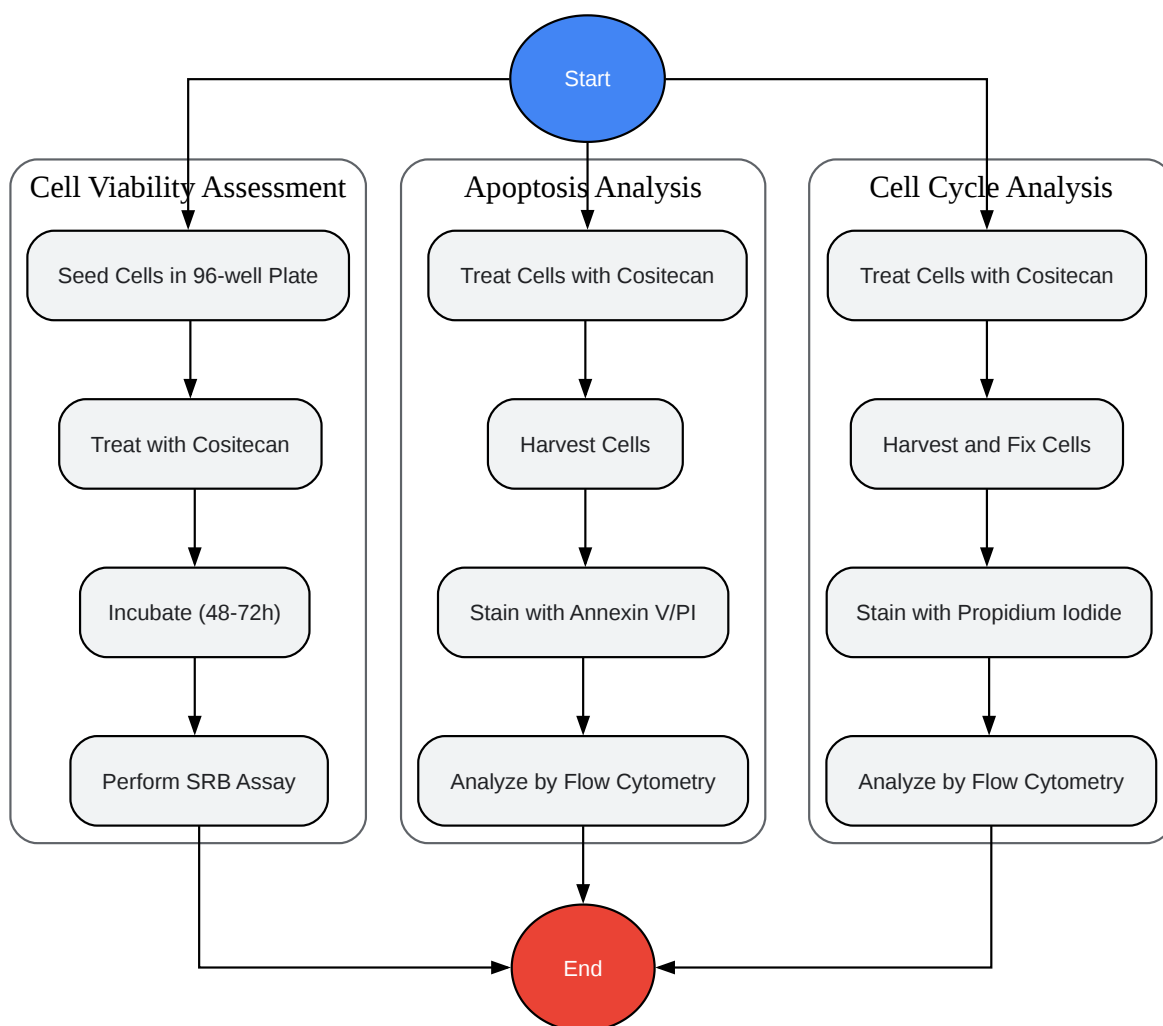 Start
Cell Viability Assessment
Seed Cells in 96-well Plate
Treat with Cositecan
Incubate (48-72h)
Perform SRB Assay
Apoptosis Analysis
Treat Cells with Cositecan
Harvest Cells
Stain with Annexin V/PI
Analyze by Flow Cytometry
Cell Cycle Analysis
Treat Cells with Cositecan
Harvest and Fix Cells
Stain with Propidium Iodide
Analyze by Flow Cytometry
End